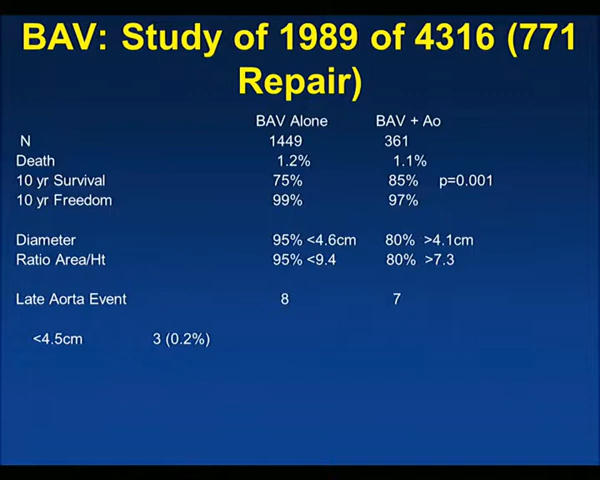 BAV: Study of 1989 of 4316 (771
Repair)
BAV Alone BAV + Ao
N 1449 361
Death 1.2% 1.1%
10 yr Survival 75% 85% p=0.001
10 yr Freedom 99% 97%
Diameter 95% <4.6cm 80% >4.1cm
Ratio Area/Ht 95% <9.4 80% >7.3
Late Aorta Event 8 7
<4.5cm 3 (0.2%)